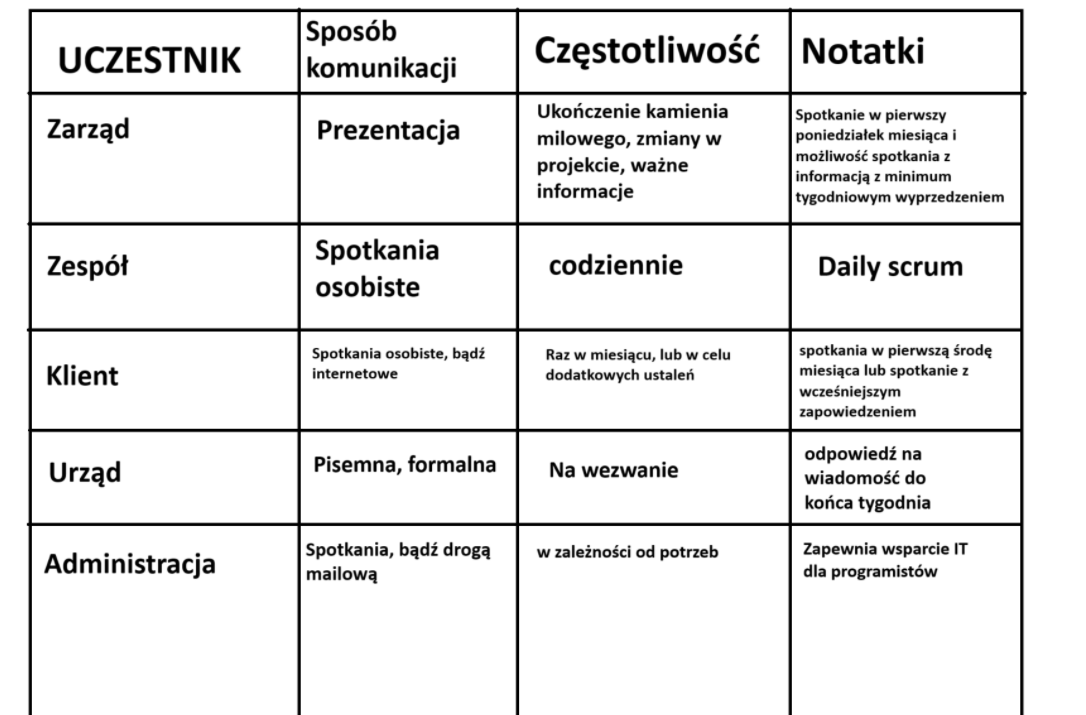 UCZESTNIK
Sposób
komunikacji
Częstotliwość
Notatki
Zarząd
Prezentacja
Ukończenie kamienia
milowego, zmiany w
projekcie, ważne
informacje
Spotkanie w pierwszy
poniedziałek miesiąca i
możliwość spotkania z
informacją z minimum
tygodniowym wyprzedzeniem
Zespół
Spotkania
osobiste
codziennie
Daily scrum
Klient
Spotkania osobiste, bądź
internetowe
Raz w miesiącu, lub w celu
dodatkowych ustaleń
spotkania w pierwszą środę
miesiąca lub spotkanie z
wcześniejszym
zapowiedzeniem
Urząd
Pisemna, formalna
Na wezwanie
odpowiedź na
wiadomość do
końca tygodnia
Administracja
Spotkania, bądź drogą
mailową
w zależności od potrzeb
Zapewnia wsparcie IT
dla programistów